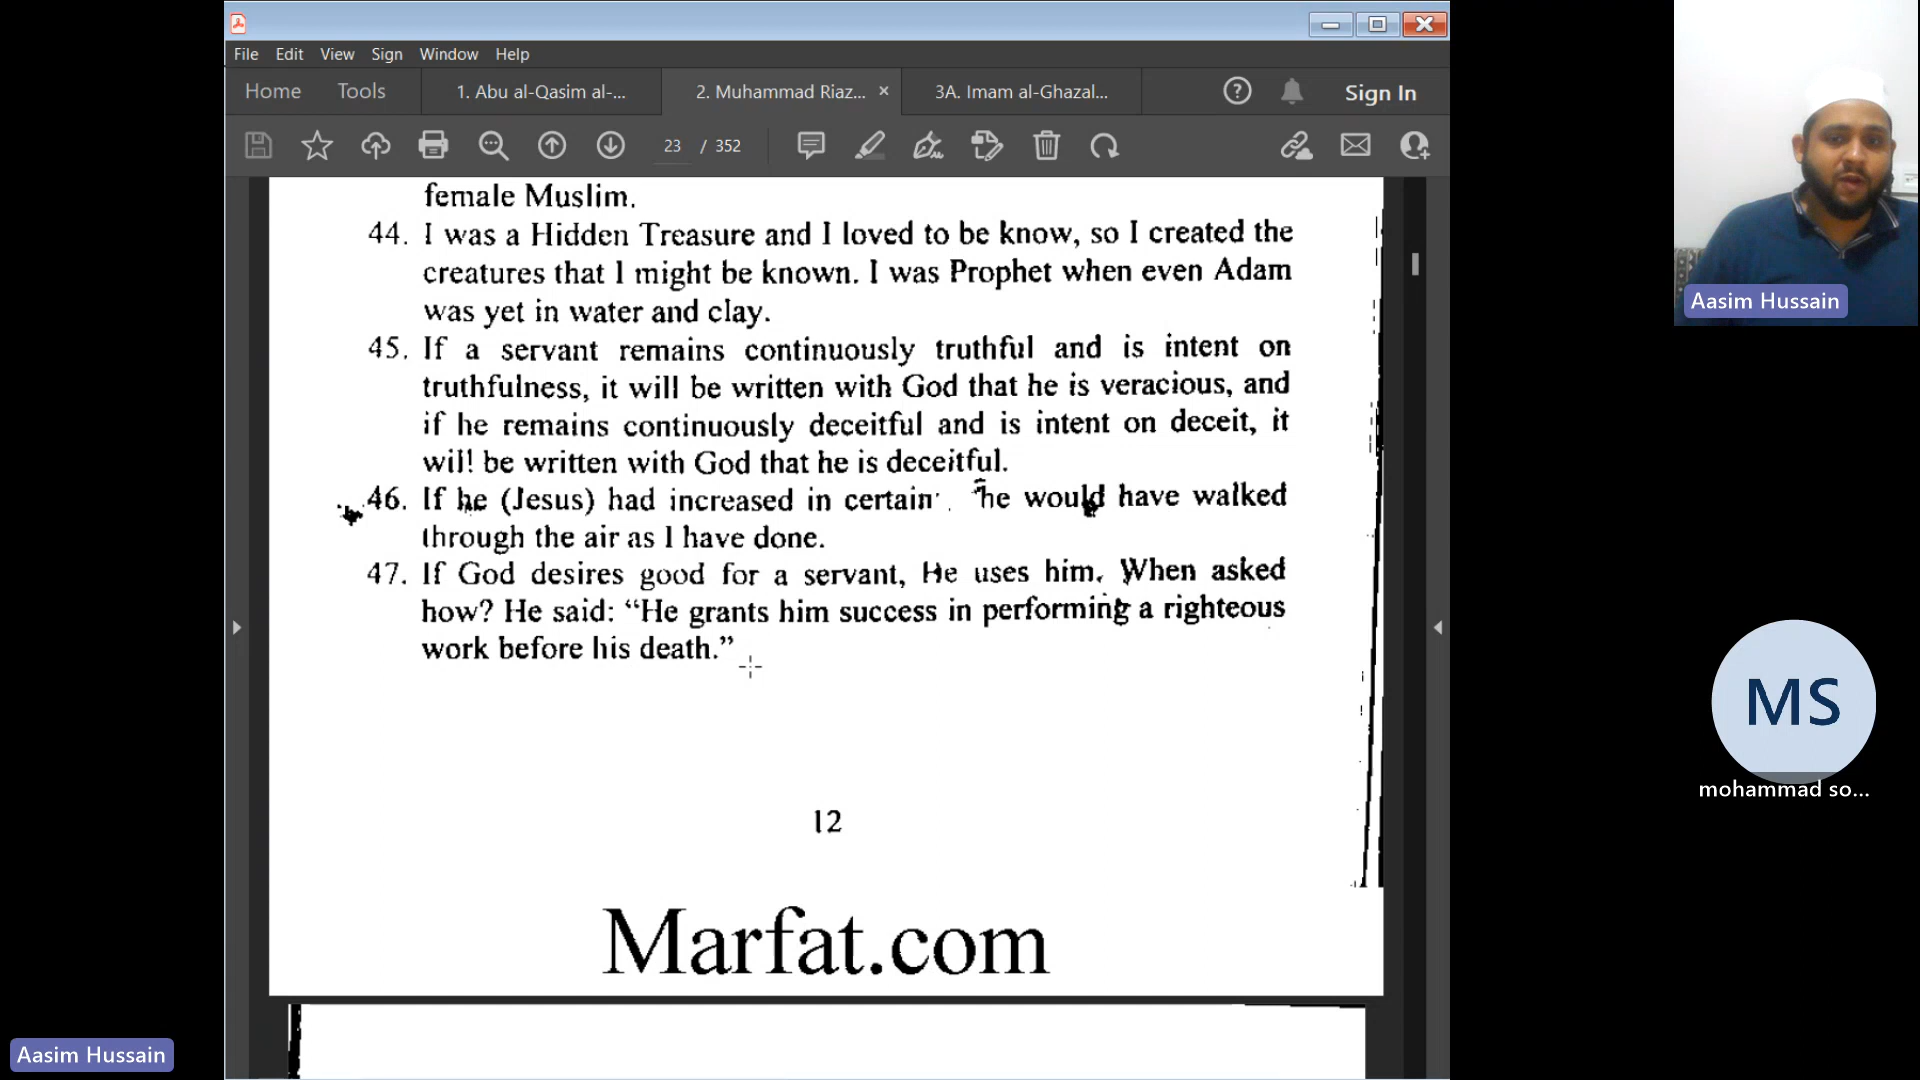 File Edit View Sign Window Help
Home Tools 1. Abu al-Qasim al-... 2. Muhammad Riaz... × 3A. Imam al-Ghazal... Sign In
23 / 352
female Muslim.
44. I was a Hidden Treasure and I loved to be know, so I created the
creatures that I might be known. I was Prophet when even Adam
was yet in water and clay.
45. If a servant remains continuously truthful and is intent on
truthfulness, it will be written with God that he is veracious, and
if he remains continuously deceitful and is intent on deceit, it
will be written with God that he is deceitful.
46. If he (Jesus) had increased in certain he would have walked
through the air as I have done.
47. If God desires good for a servant, He uses him. When asked
how? He said: “He grants him success in performing a righteous
work before his death.”
12
Marfat.com
Aasim Hussain
MS
mohammad so...
Aasim Hussain